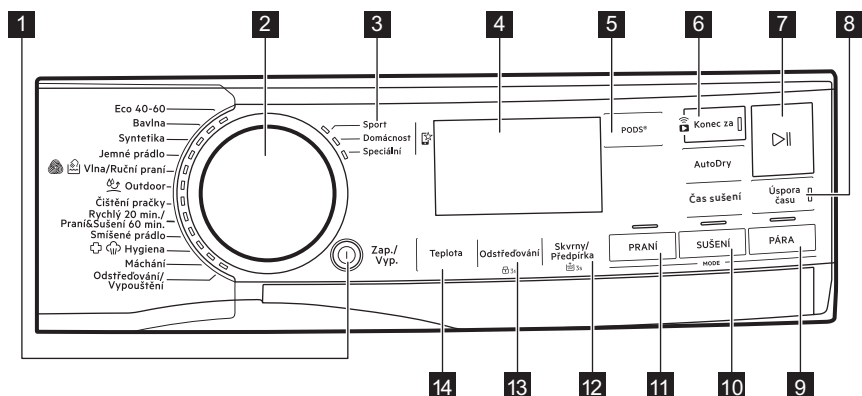 1
2
3
4
5
6
7
8
Eco 40-60
Bavlna
Syntetika
Jemné prádlo
Vlna/Ruční praní
Outdoor
Čištění pračky
Rychlý 20 min./
Praní&Sušení 60 min.
Smíšené prádlo
Hygiena
Máchání
Odstřeďování/
Vypouštění
Sport
Domácnost
Speciální
Zap./
Vyp.
Teplota
Odstřeďování
3s
Skvrny/
Předpírka
3s
PODS®
Konec za
AutoDry
Čas sušení
Úspora
času
PRANÍ
SUŠENÍ
PÁRA
MODE
14
13
12
11
10
9